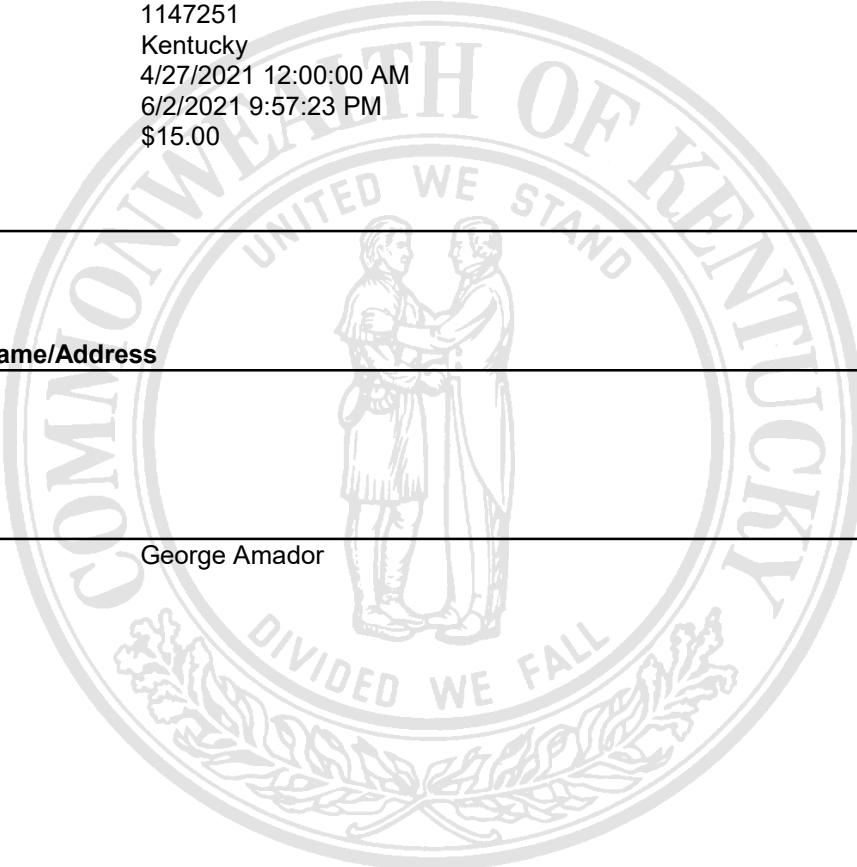 1147251
Kentucky
4/27/2021 12:00:00 AM
6/2/2021 9:57:23 PM
$15.00
COMMONWEALTH OF KENTUCKY
UNITED WE STAND
ame/Address
George Amador
DIVIDED WE FALL